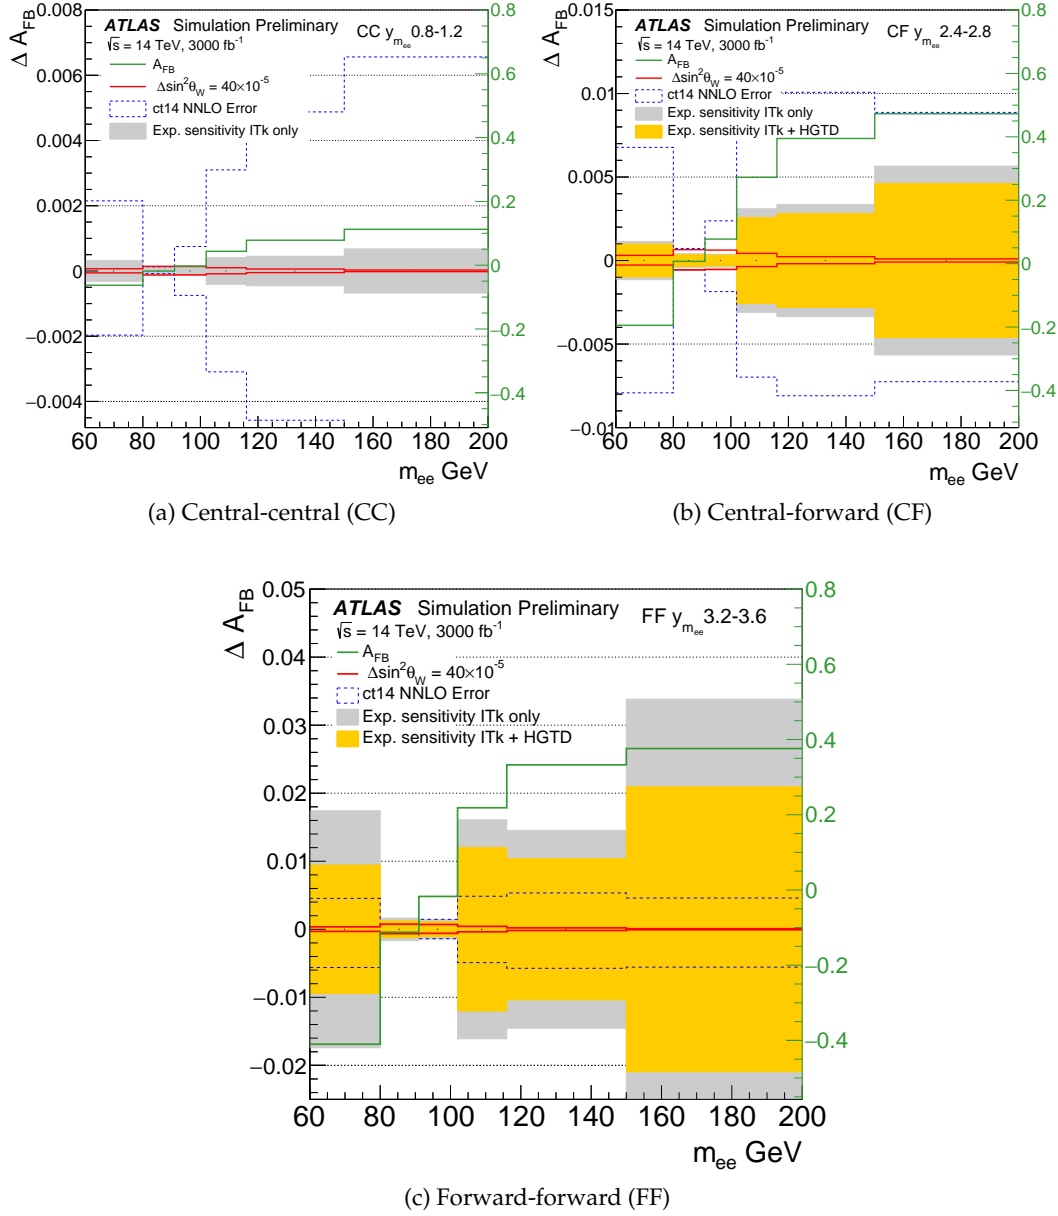 ATLAS Simulation Preliminary
√s = 14 TeV, 3000 fb⁻¹
CC y_mee 0.8-1.2
A_FB
Δsin²θ_W = 40×10⁻⁵
ct14 NNLO Error
Exp. sensitivity ITk only
Δ A_FB
0.008
0.006
0.004
0.002
0
−0.002
−0.004
0.8
0.6
0.4
0.2
0
−0.2
−0.4
60 80 100 120 140 160 180 200
m_ee GeV
(a) Central-central (CC)
ATLAS Simulation Preliminary
√s = 14 TeV, 3000 fb⁻¹
CF y_mee 2.4-2.8
A_FB
Δsin²θ_W = 40×10⁻⁵
ct14 NNLO Error
Exp. sensitivity ITk only
Exp. sensitivity ITk + HGTD
Δ A_FB
0.015
0.01
0.005
0
−0.005
−0.01
0.8
0.6
0.4
0.2
0
−0.2
−0.4
60 80 100 120 140 160 180 200
m_ee GeV
(b) Central-forward (CF)
ATLAS Simulation Preliminary
√s = 14 TeV, 3000 fb⁻¹
FF y_mee 3.2-3.6
A_FB
Δsin²θ_W = 40×10⁻⁵
ct14 NNLO Error
Exp. sensitivity ITk only
Exp. sensitivity ITk + HGTD
Δ A_FB
0.05
0.04
0.03
0.02
0.01
0
−0.01
−0.02
0.8
0.6
0.4
0.2
0
−0.2
−0.4
60 80 100 120 140 160 180 200
m_ee GeV
(c) Forward-forward (FF)